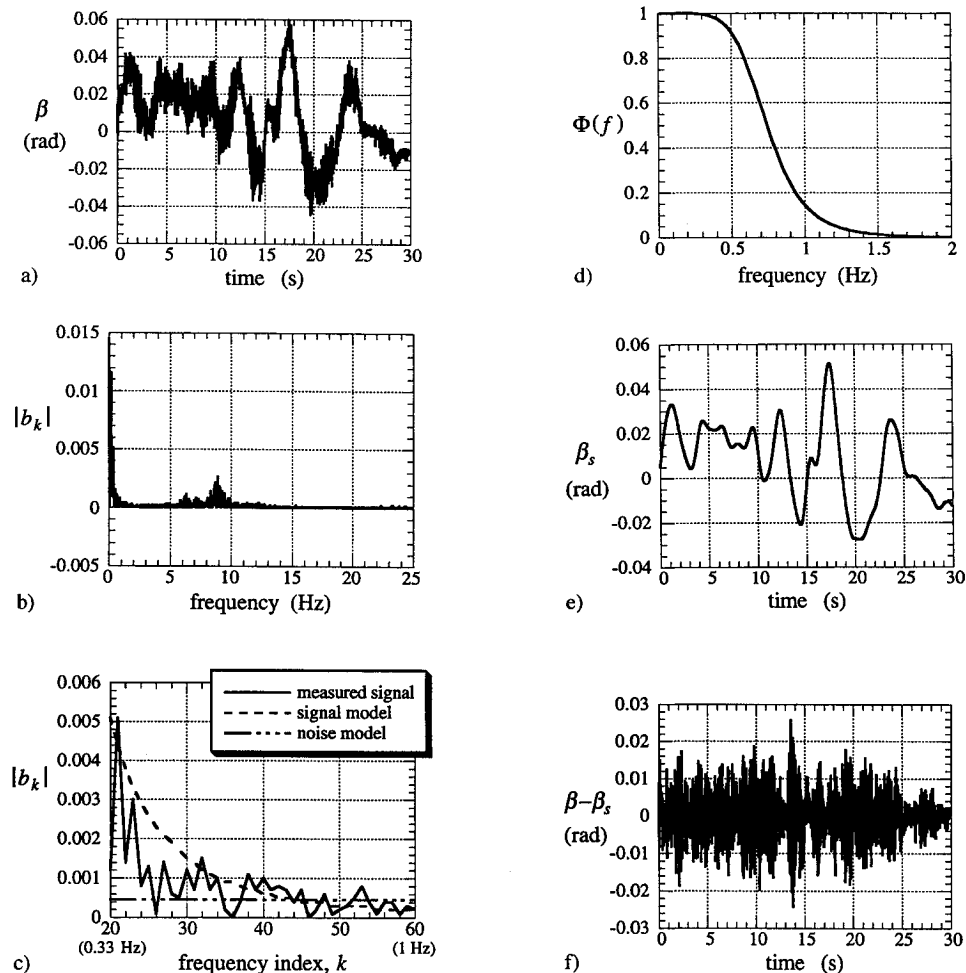 0.06
0.04
0.02
0
-0.02
-0.04
-0.06
β
(rad)
0 5 10 15 20 25 30
time (s)
a)
0.015
0.01
0.005
0
-0.005
|b_k|
0 5 10 15 20 25
frequency (Hz)
b)
0.006
0.005
0.004
0.003
0.002
0.001
0
|b_k|
measured signal
signal model
noise model
20 30 40 50 60
(0.33 Hz) (1 Hz)
frequency index, k
c)
1
0.8
0.6
0.4
0.2
0
Φ(f)
0 0.5 1 1.5 2
frequency (Hz)
d)
0.06
0.04
0.02
0
-0.02
-0.04
β_s
(rad)
0 5 10 15 20 25 30
time (s)
e)
0.03
0.02
0.01
0
-0.01
-0.02
-0.03
β−β_s
(rad)
0 5 10 15 20 25 30
time (s)
f)